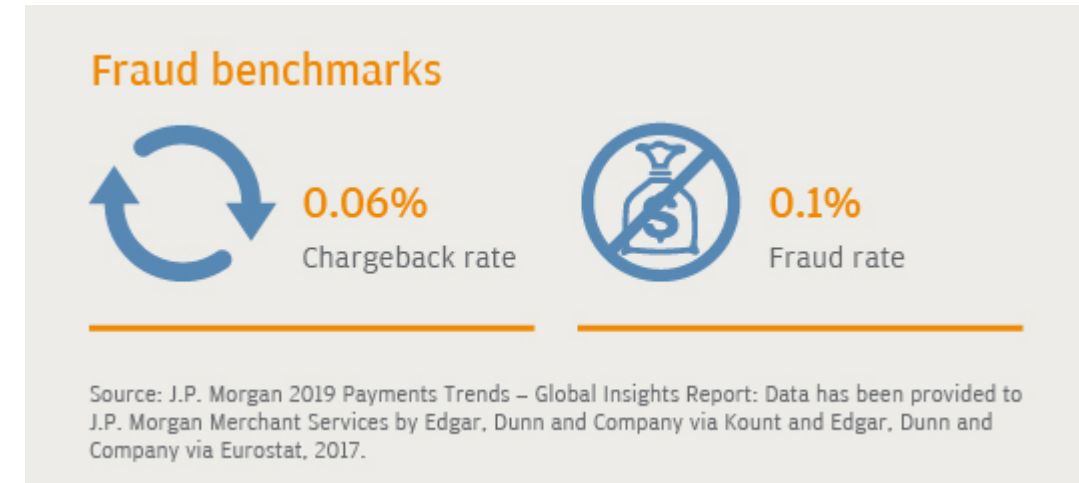 Fraud benchmarks
0.06%
Chargeback rate
$
0.1%
Fraud rate
Source: J.P. Morgan 2019 Payments Trends – Global Insights Report: Data has been provided to
J.P. Morgan Merchant Services by Edgar, Dunn and Company via Kount and Edgar, Dunn and
Company via Eurostat, 2017.